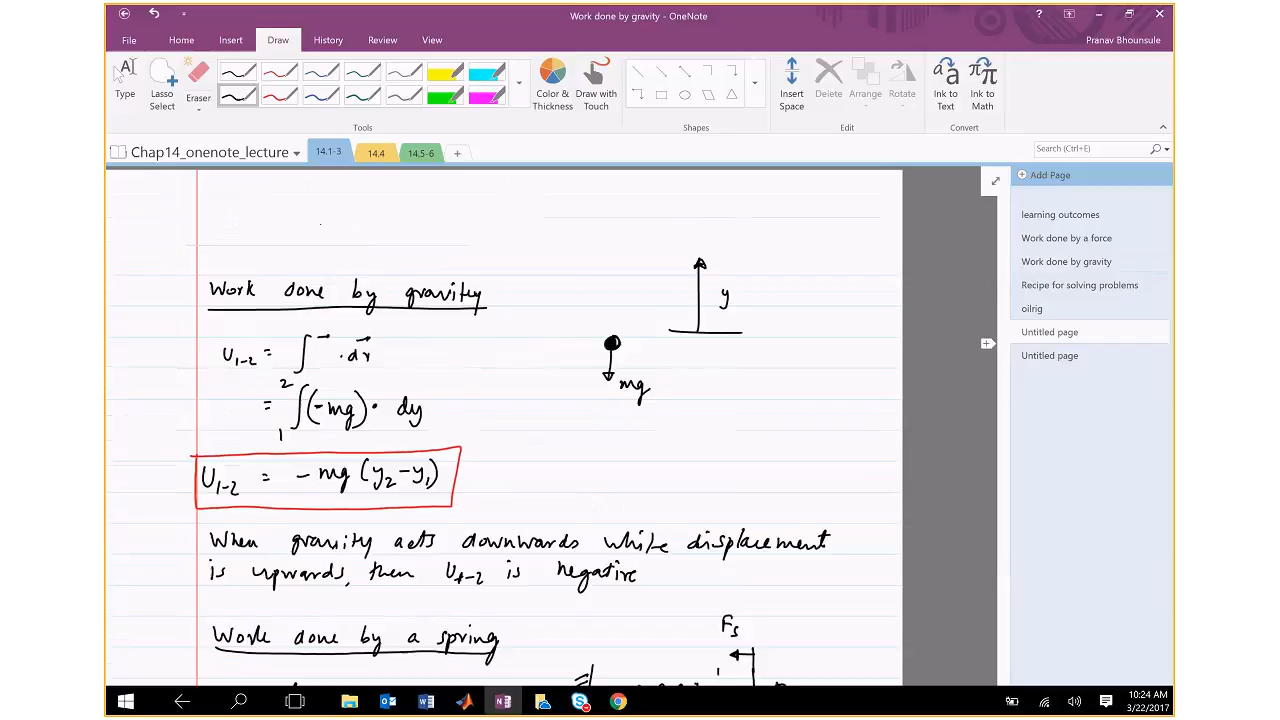 Work done by gravity - OneNote
?
Pranav Bhounsule
File Home Insert Draw History Review View
Type
Lasso Select
Eraser
Color & Thickness
Draw with Touch
Insert Space
Delete
Arrange
Rotate
Ink to Text
Ink to Math
Tools
Shapes
Edit
Convert
Chap14_onenote_lecture
14.1-3
14.4
14.5-6
Search (Ctrl+E)
Add Page
learning outcomes
Work done by a force
Work done by gravity
Recipe for solving problems
oilrig
Untitled page
Untitled page
Work done by gravity
y
U₁₋₂ = ∫ ⃗ · dr⃗
mg
= ₁∫² (-mg) · dy
U₁₋₂ = - mg (y₂ - y₁)
When gravity acts downwards while displacement
is upwards, then U₁₋₂ is negative
Work done by a spring
Fs
10:24 AM
3/22/2017